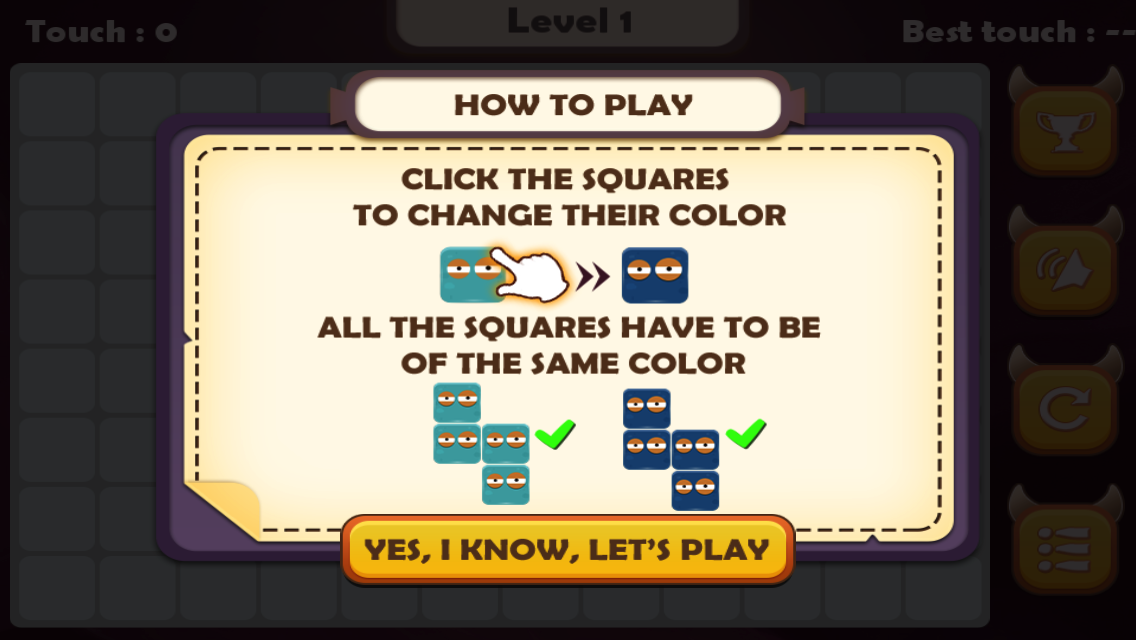 Touch : 0
Level 1
Best touch : --
HOW TO PLAY
CLICK THE SQUARES
TO CHANGE THEIR COLOR
ALL THE SQUARES HAVE TO BE
OF THE SAME COLOR
YES, I KNOW, LET'S PLAY